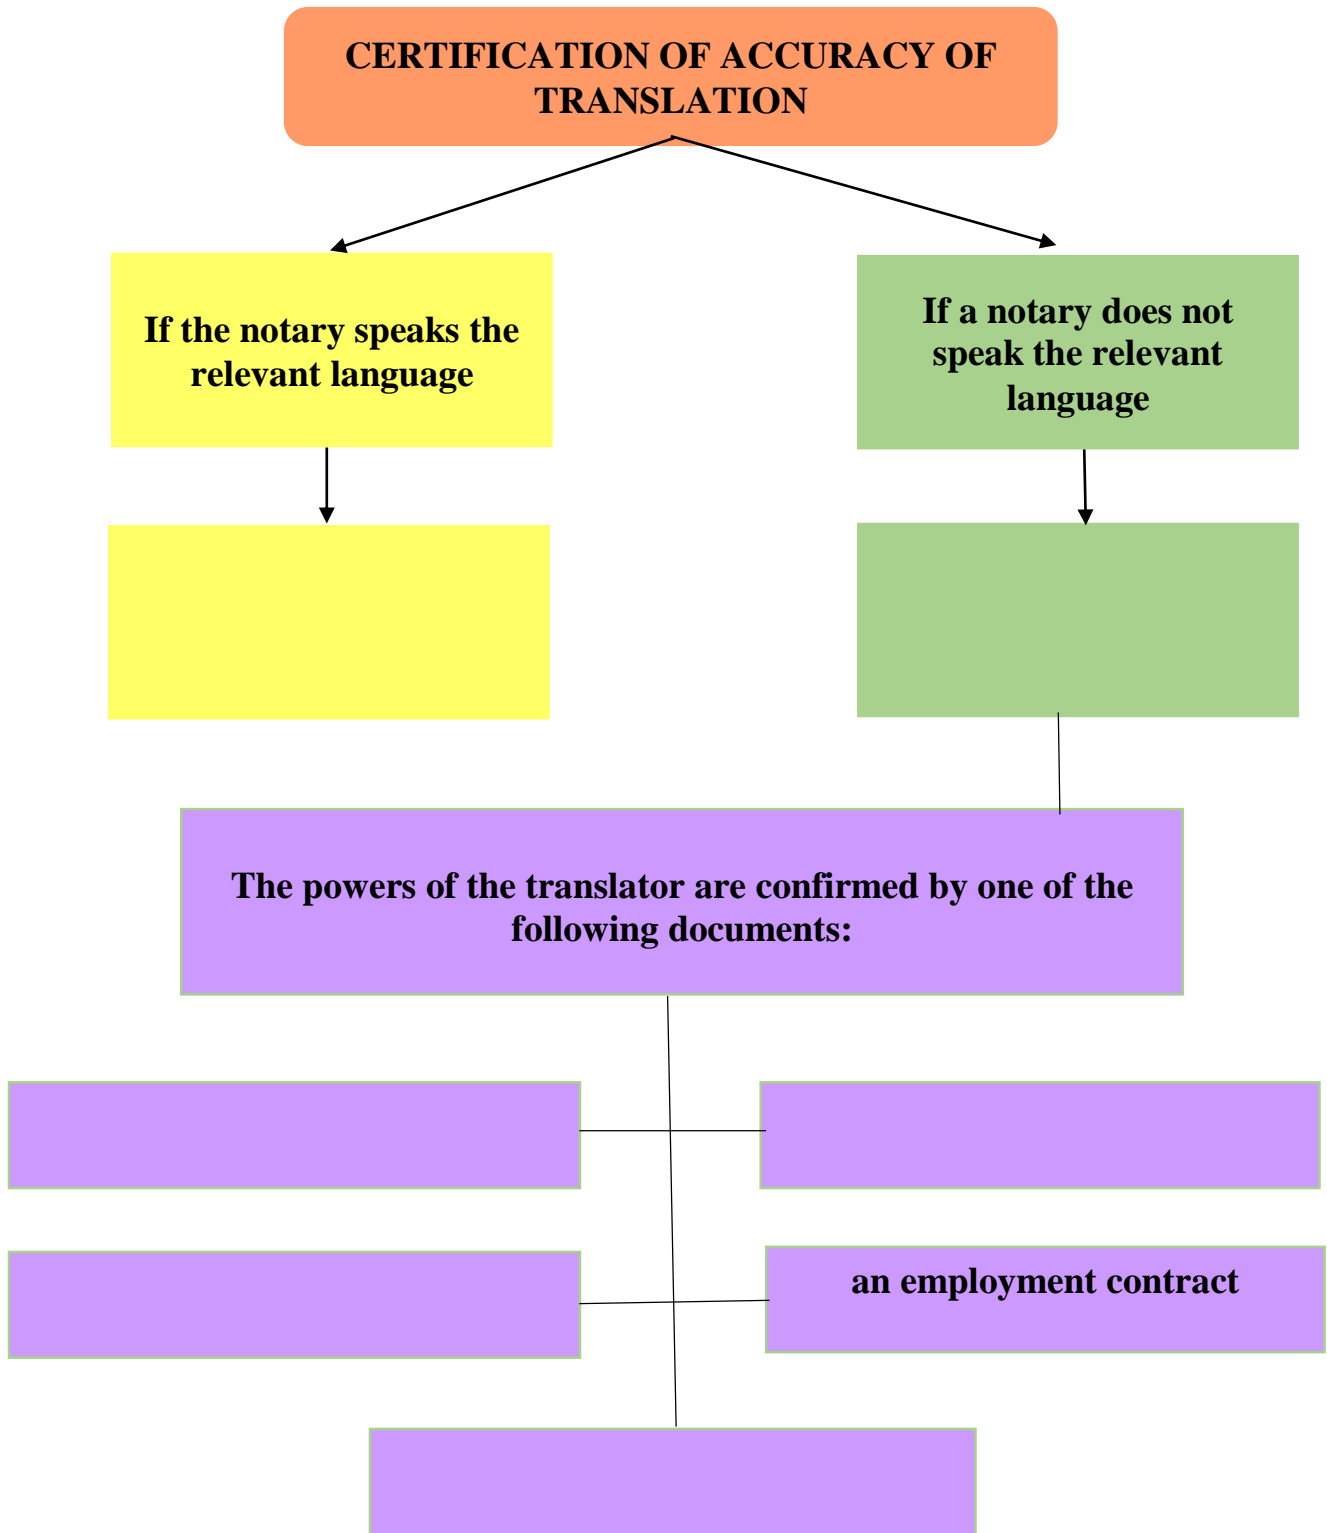 CERTIFICATION OF ACCURACY OF
TRANSLATION
If the notary speaks the
relevant language
If a notary does not
speak the relevant
language
The powers of the translator are confirmed by one of the
following documents:
an employment contract